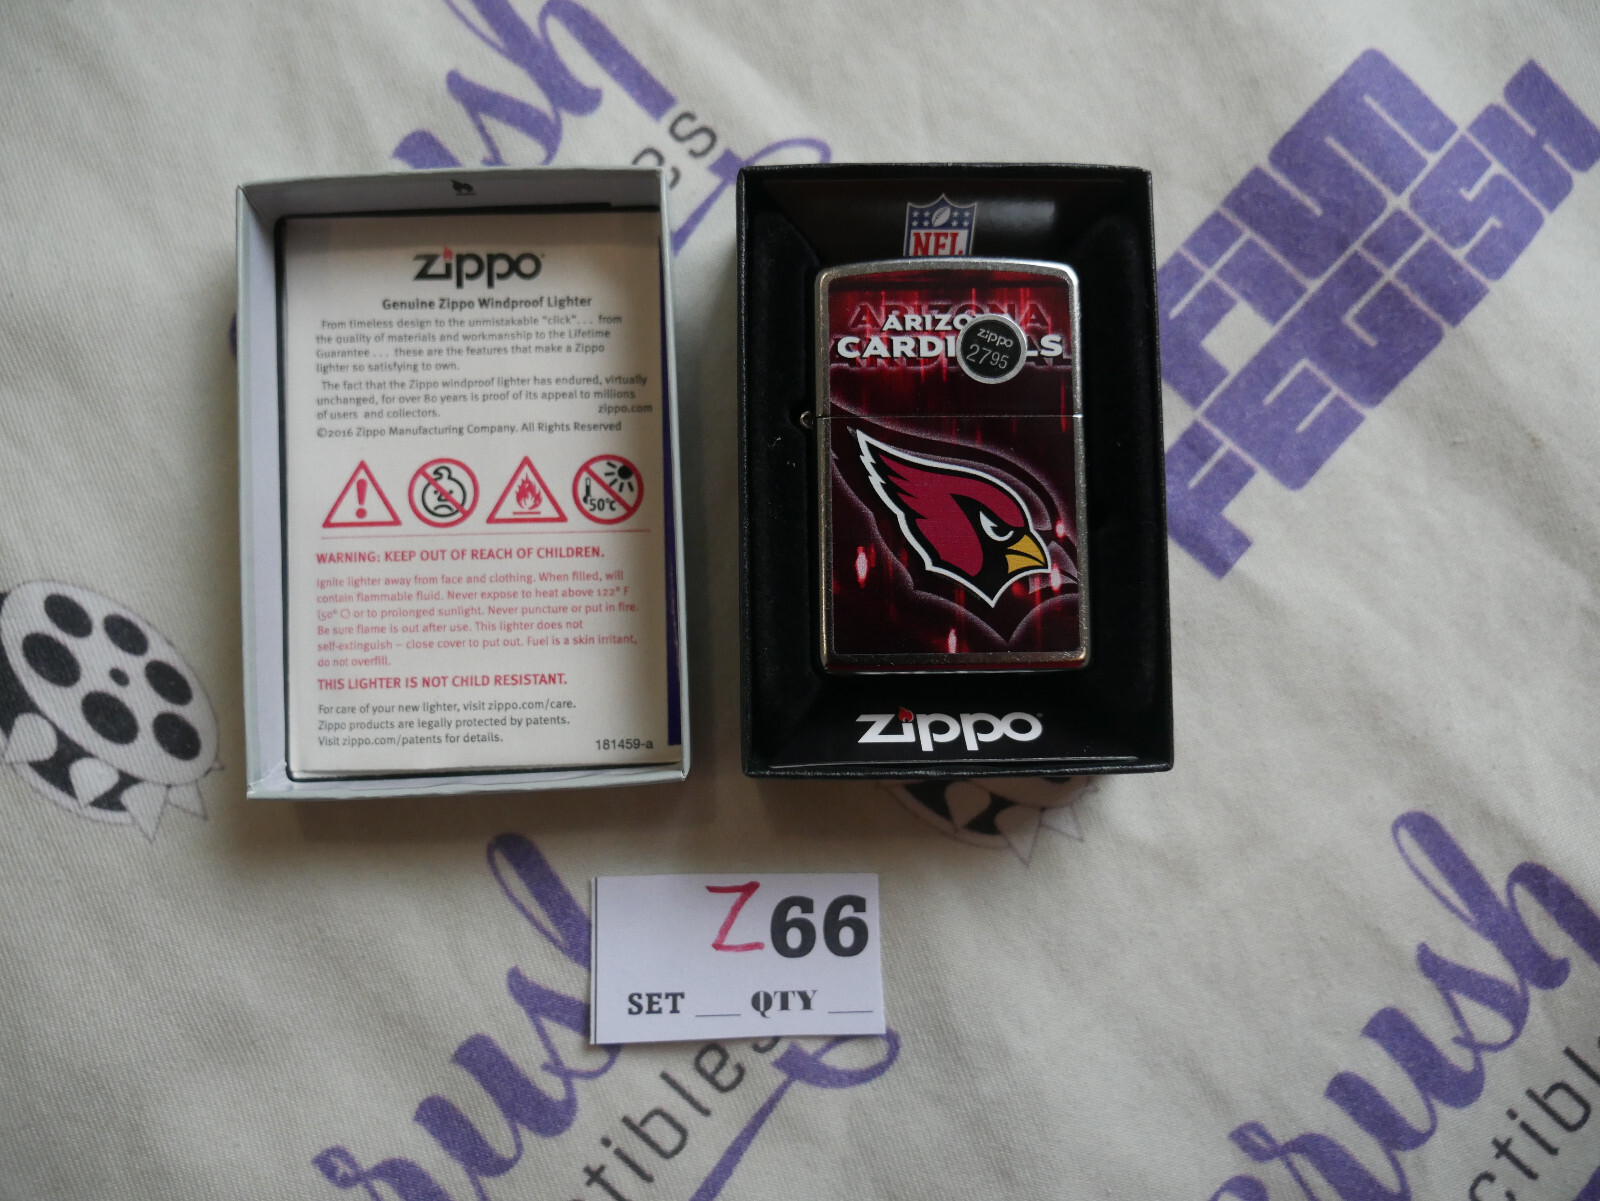 zippo
Genuine Zippo Windproof Lighter
From timeless design to the unmistakable "click". . . from
the quality of materials and workmanship to the Lifetime
Guarantee . . . these are the features that make a Zippo
lighter so satisfying to own.
The fact that the Zippo windproof lighter has endured, virtually
unchanged, for over 80 years is proof of its appeal to millions
of users and collectors.
zippo.com
©2016 Zippo Manufacturing Company. All Rights Reserved
50°C
WARNING: KEEP OUT OF REACH OF CHILDREN.
Ignite lighter away from face and clothing. When filled, will
contain flammable fluid. Never expose to heat above 122° F
(50° C) or to prolonged sunlight. Never puncture or put in fire.
Be sure flame is out after use. This lighter does not
self-extinguish – close cover to put out. Fuel is a skin irritant,
do not overfill.
THIS LIGHTER IS NOT CHILD RESISTANT.
For care of your new lighter, visit zippo.com/care.
Zippo products are legally protected by patents.
Visit zippo.com/patents for details.
181459-a
NFL
ARIZONA
ARIZO
CARDI LS
zippo
2795
zippo
Z66
SET ___ QTY ___
FILM
FETISH
rush
es
rush
ctibles
rush
ctible